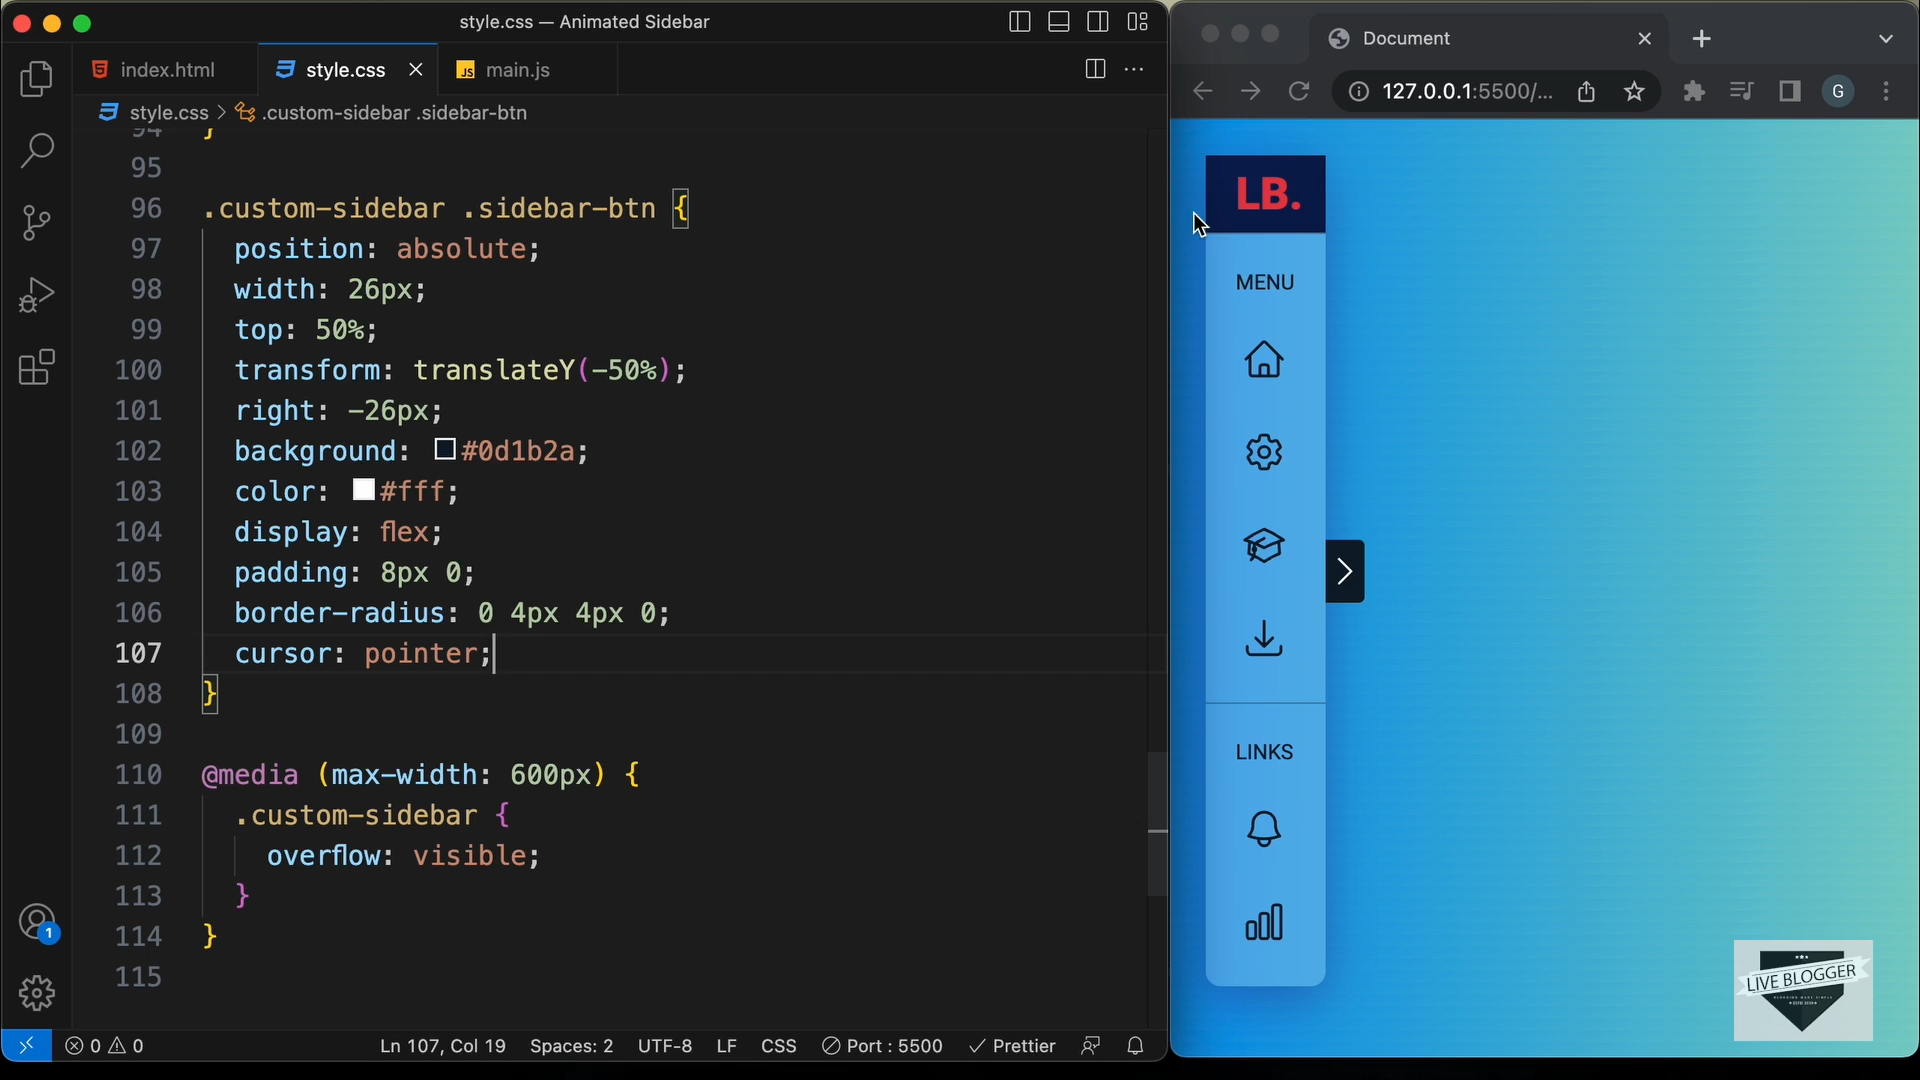 style.css — Animated Sidebar
index.html
style.css
JS main.js
style.css > .custom-sidebar .sidebar-btn
94 }
95
96 .custom-sidebar .sidebar-btn {
97 position: absolute;
98 width: 26px;
99 top: 50%;
100 transform: translateY(-50%);
101 right: -26px;
102 background: #0d1b2a;
103 color: #fff;
104 display: flex;
105 padding: 8px 0;
106 border-radius: 0 4px 4px 0;
107 cursor: pointer;
108 }
109
110 @media (max-width: 600px) {
111 .custom-sidebar {
112 overflow: visible;
113 }
114 }
115
1
0 0
Ln 107, Col 19
Spaces: 2
UTF-8
LF
CSS
Port : 5500
Prettier
Document
127.0.0.1:5500/...
G
LB.
MENU
LINKS
LIVE BLOGGER